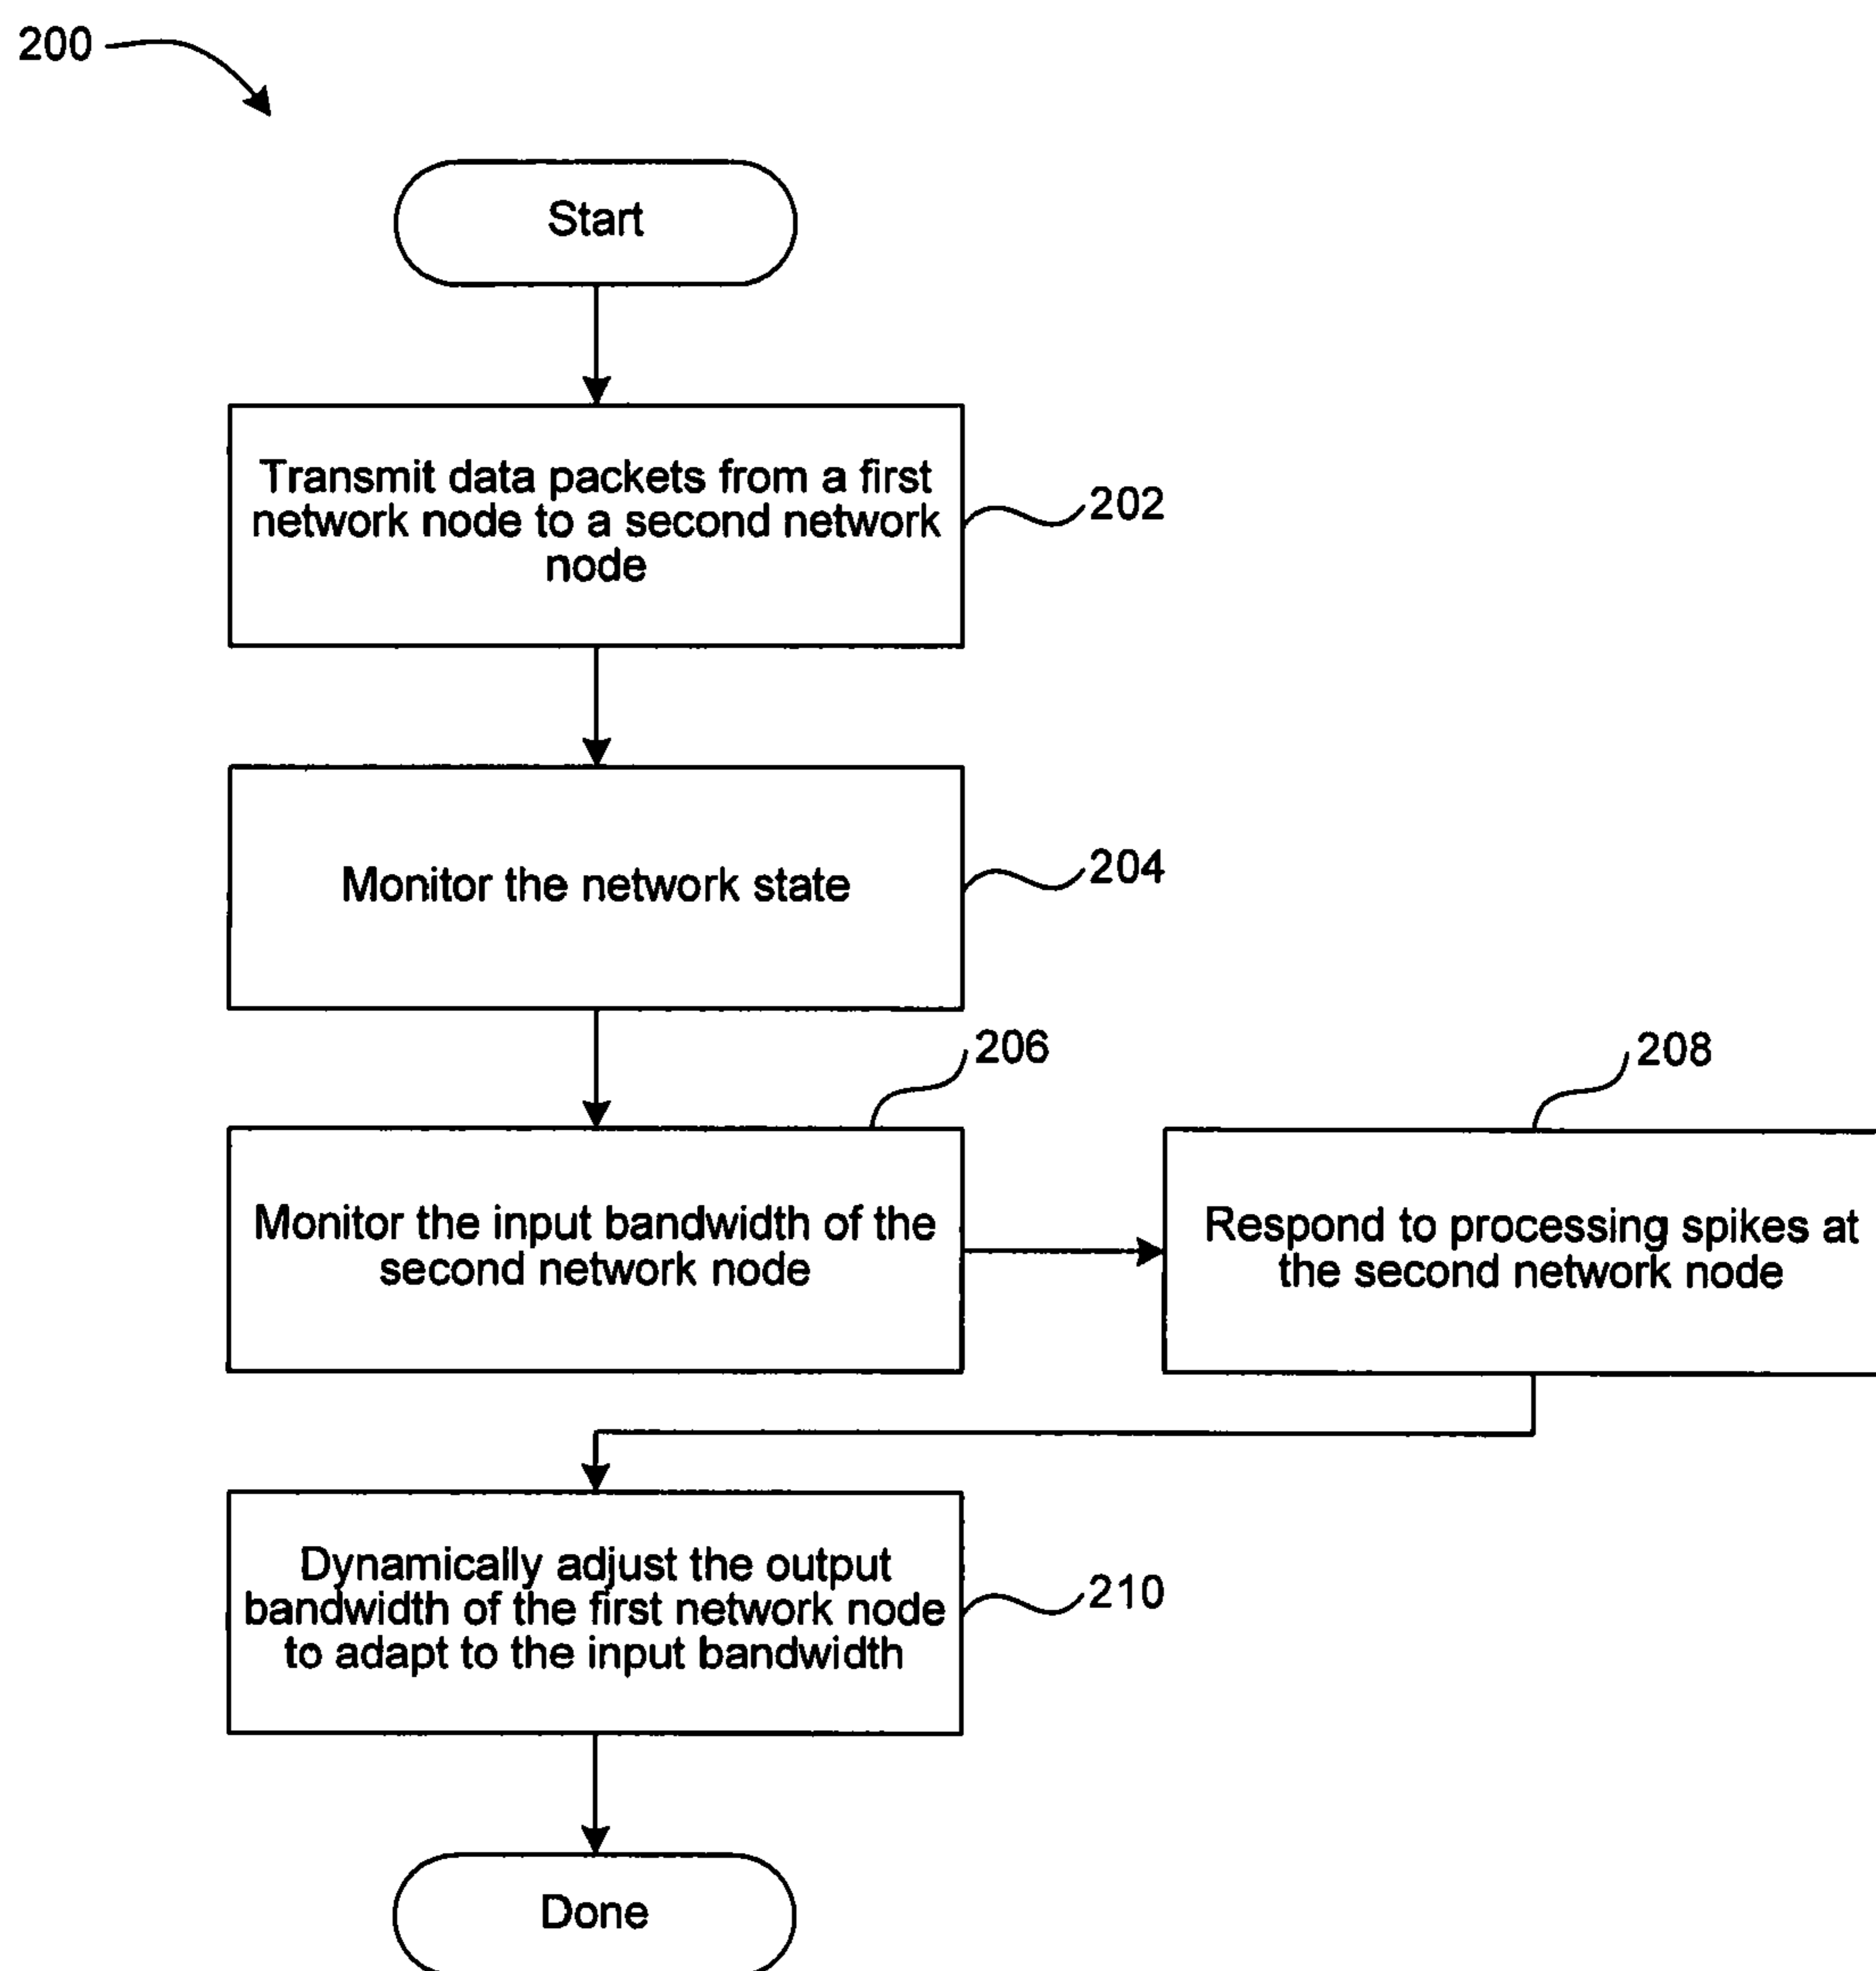 200
Start
Transmit data packets from a first
network node to a second network
node
202
Monitor the network state
204
206
208
Monitor the input bandwidth of the
second network node
Respond to processing spikes at
the second network node
Dynamically adjust the output
bandwidth of the first network node
to adapt to the input bandwidth
210
Done